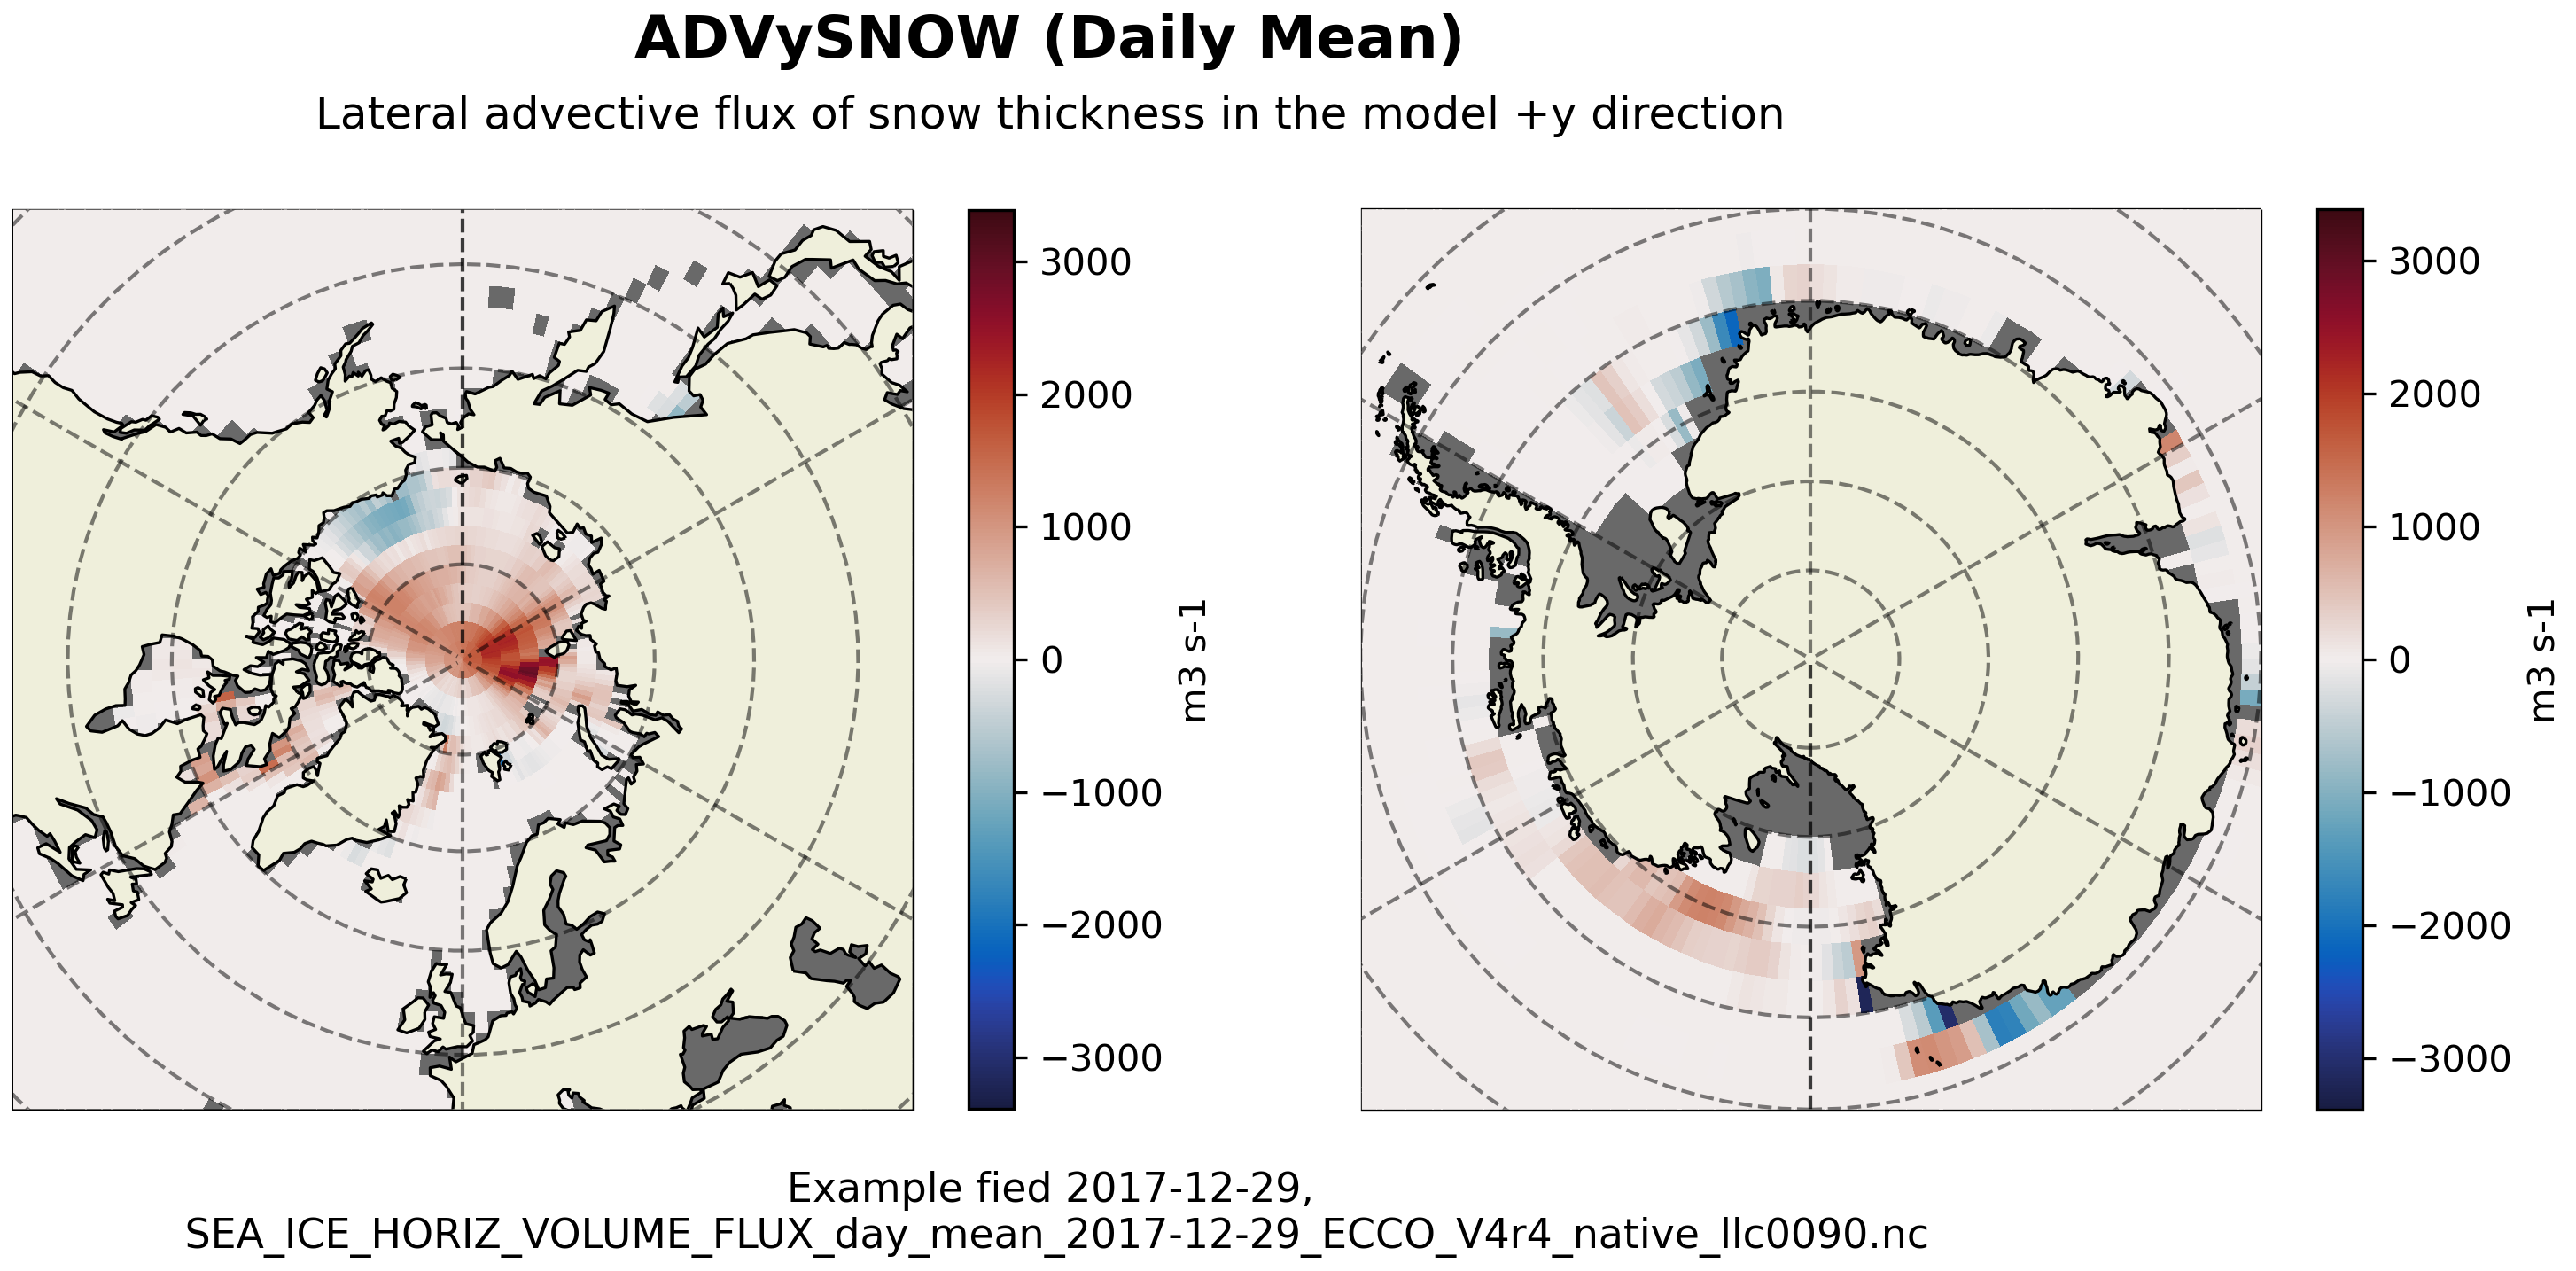 ADVySNOW (Daily Mean)
Lateral advective flux of snow thickness in the model +y direction
3000
2000
1000
0
−1000
−2000
−3000
m3 s-1
3000
2000
1000
0
−1000
−2000
−3000
m3 s-1
Example fied 2017-12-29,
SEA_ICE_HORIZ_VOLUME_FLUX_day_mean_2017-12-29_ECCO_V4r4_native_llc0090.nc